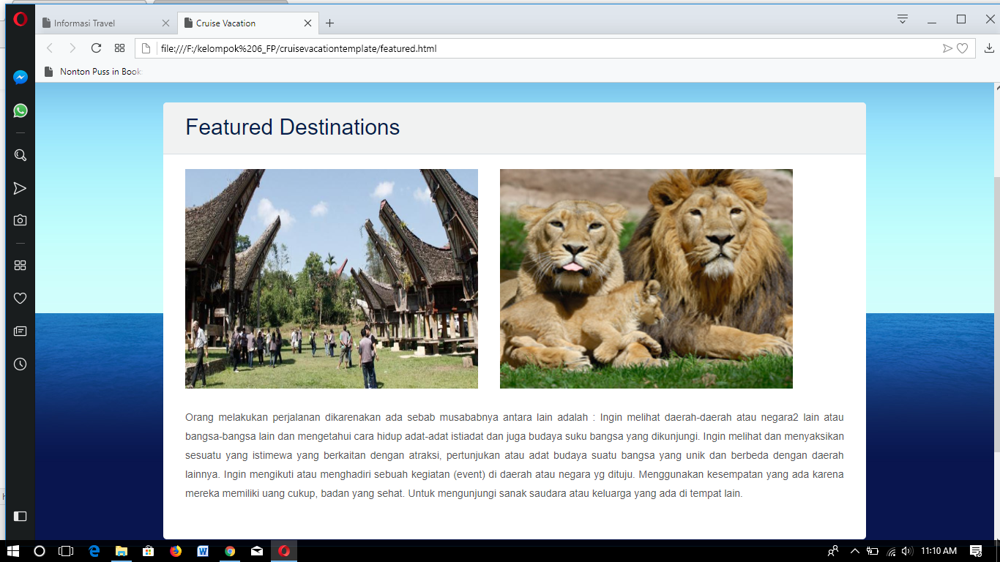 Informasi Travel
Cruise Vacation
file:///F:/kelompok%206_FP/cruisevacationtemplate/featured.html
Nonton Puss in Book
Featured Destinations
Orang melakukan perjalanan dikarenakan ada sebab musababnya antara lain adalah : Ingin melihat daerah-daerah atau negara2 lain atau
bangsa-bangsa lain dan mengetahui cara hidup adat-adat istiadat dan juga budaya suku bangsa yang dikunjungi. Ingin melihat dan menyaksikan
sesuatu yang istimewa yang berkaitan dengan atraksi, pertunjukan atau adat budaya suatu bangsa yang unik dan berbeda dengan daerah
lainnya. Ingin mengikuti atau menghadiri sebuah kegiatan (event) di daerah atau negara yg dituju. Menggunakan kesempatan yang ada karena
mereka memiliki uang cukup, badan yang sehat. Untuk mengunjungi sanak saudara atau keluarga yang ada di tempat lain.
11:10 AM